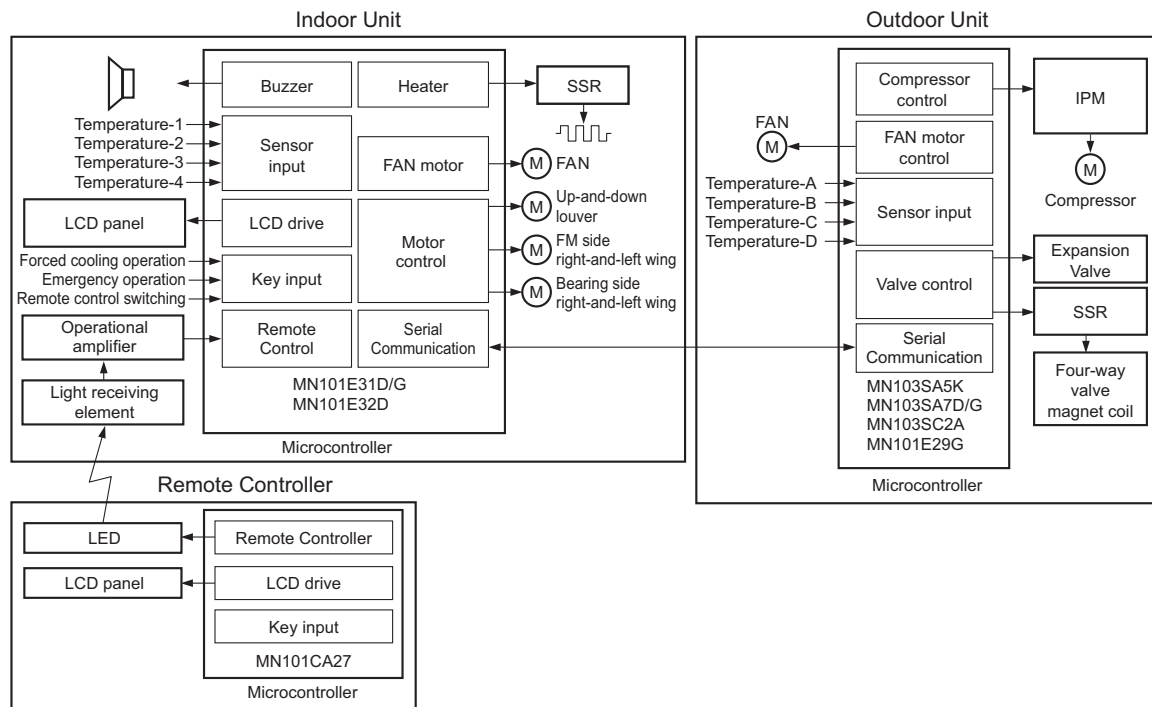 Indoor Unit
Buzzer
Heater
SSR
Temperature-1
Temperature-2
Temperature-3
Temperature-4
Sensor
input
FAN motor
M
FAN
LCD panel
LCD drive
Motor
control
M
Up-and-down
louver
M
FM side
right-and-left wing
M
Bearing side
right-and-left wing
Forced cooling operation
Emergency operation
Remote control switching
Key input
Operational
amplifier
Remote
Control
Serial
Communication
Light receiving
element
MN101E31D/G
MN101E32D
Microcontroller
Outdoor Unit
Compressor
control
IPM
FAN
M
FAN motor
control
M
Compressor
Temperature-A
Temperature-B
Temperature-C
Temperature-D
Sensor input
Valve control
Expansion
Valve
SSR
Serial
Communication
Four-way
valve
magnet coil
MN103SA5K
MN103SA7D/G
MN103SC2A
MN101E29G
Microcontroller
Remote Controller
LED
Remote Controller
LCD panel
LCD drive
Key input
MN101CA27
Microcontroller